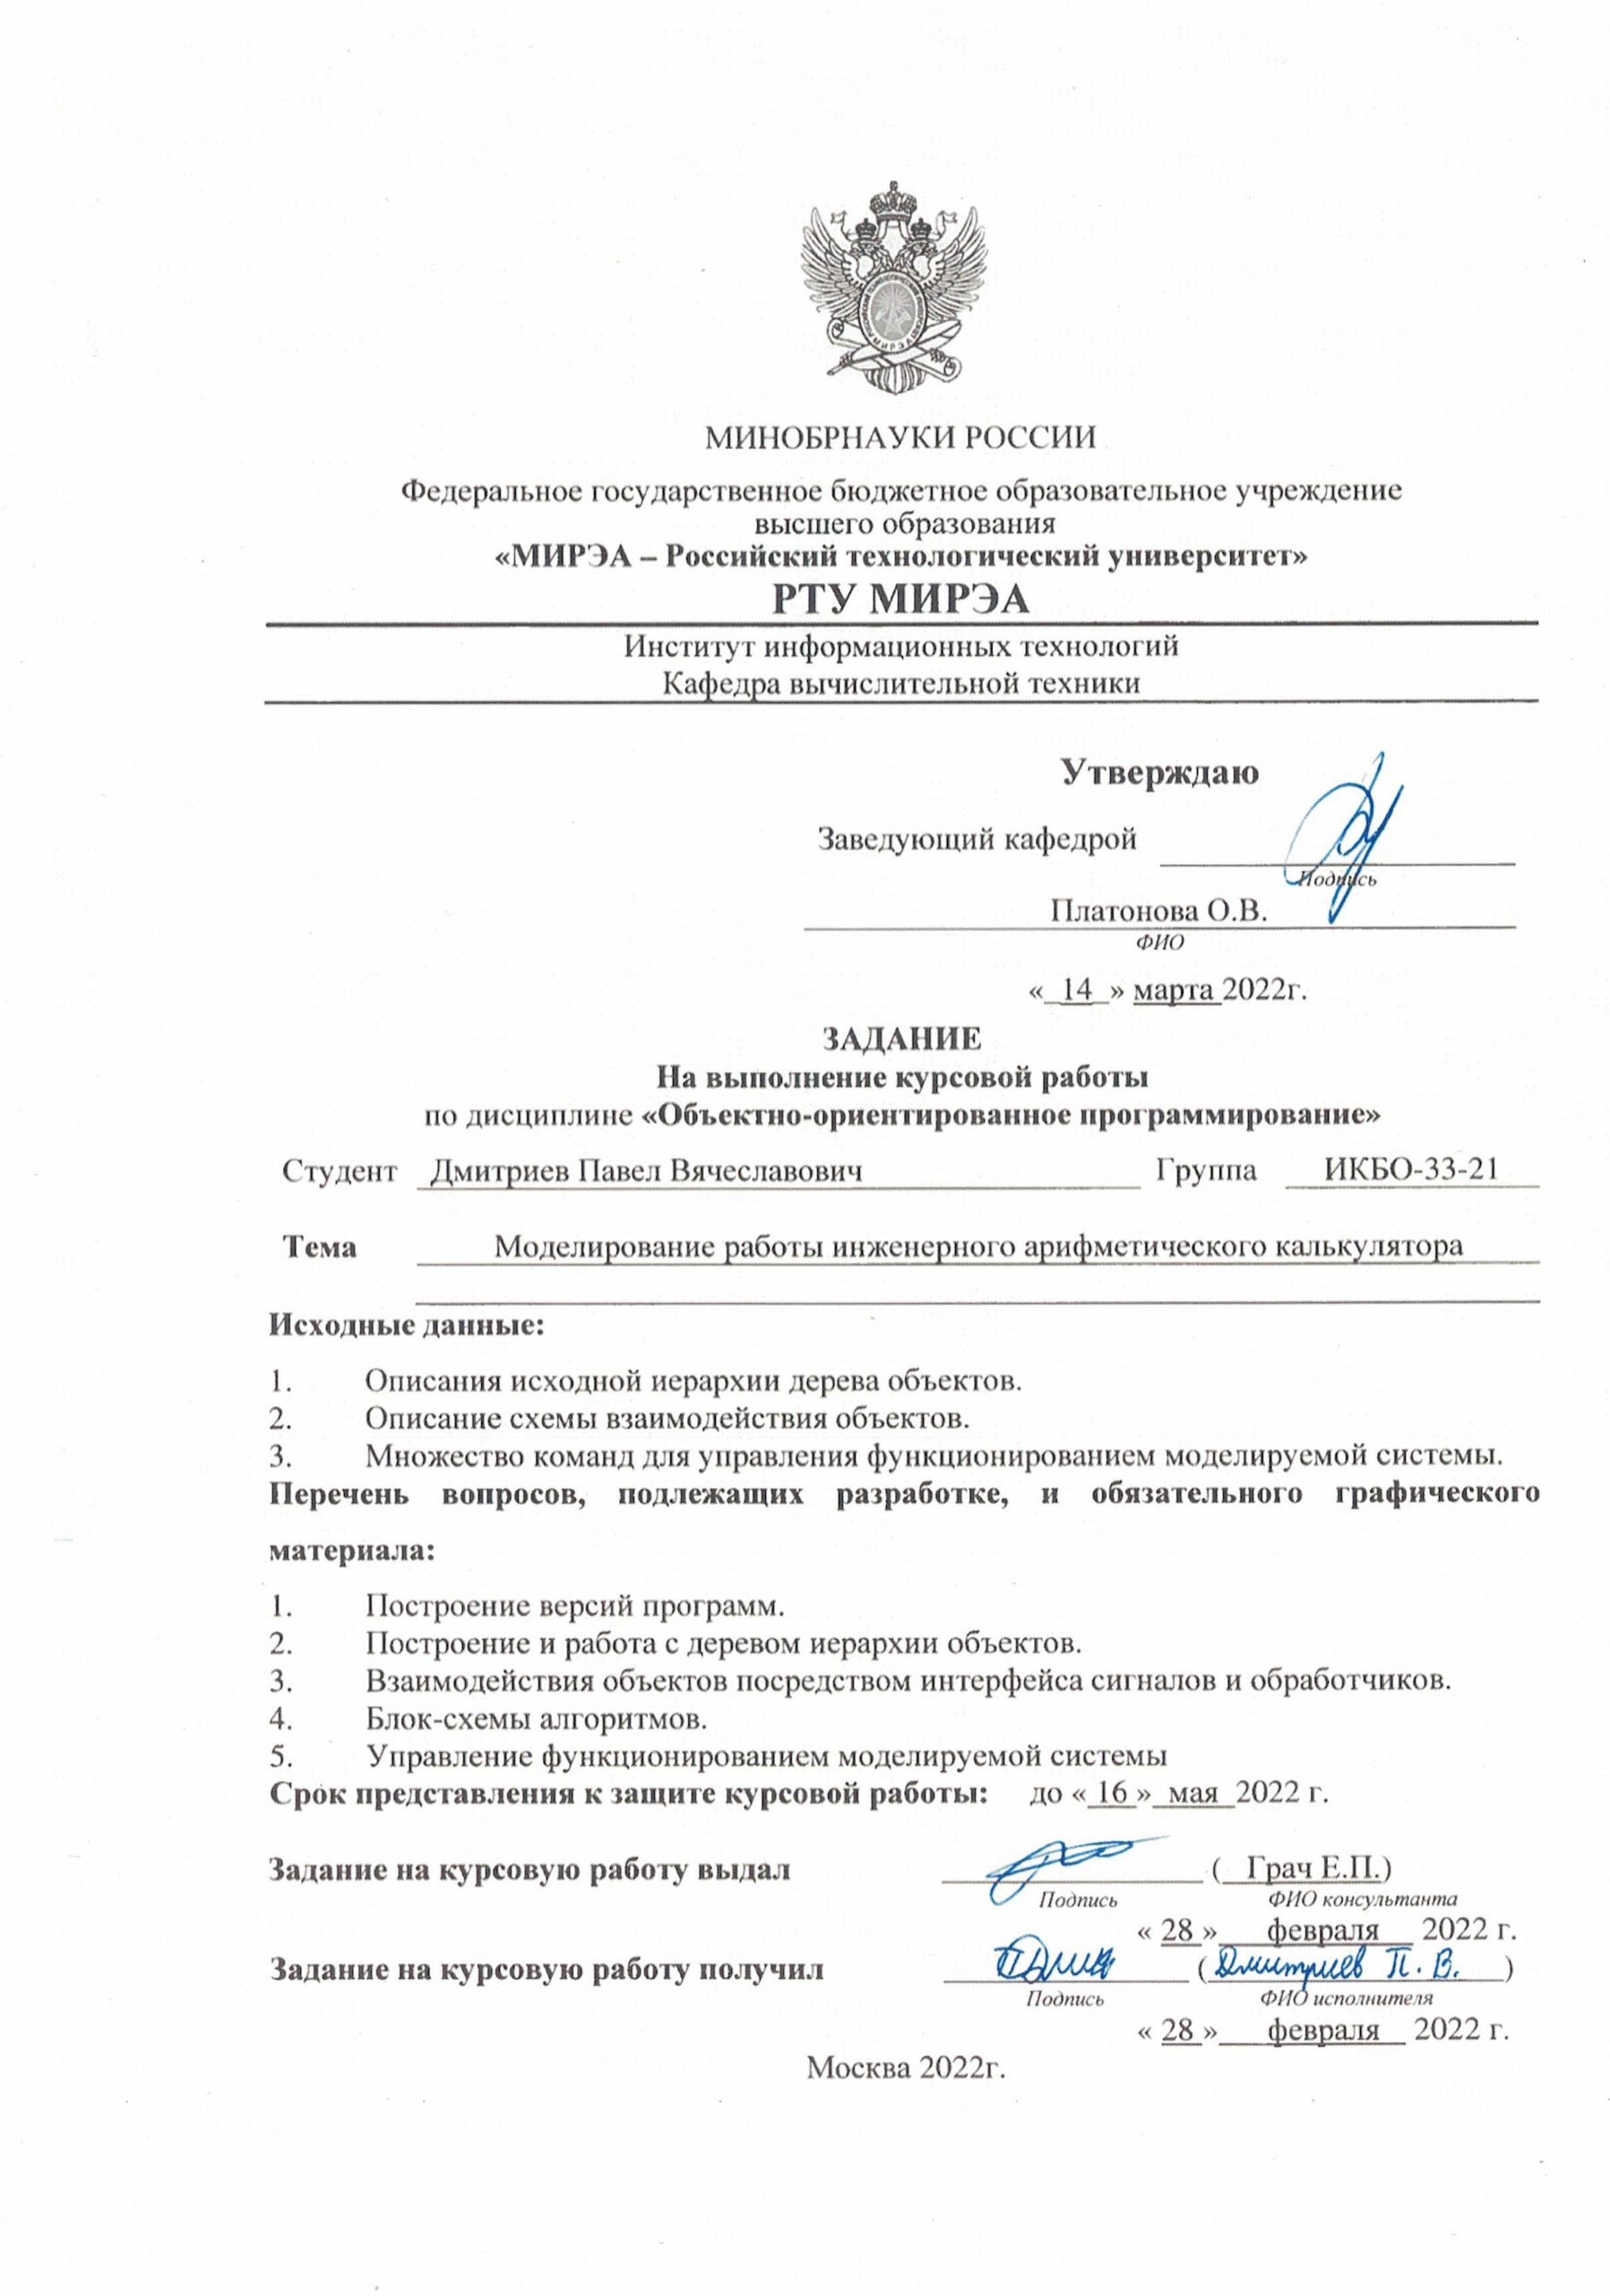 МИНОБРНАУКИ РОССИИ
Федеральное государственное бюджетное образовательное учреждение
высшего образования
«МИРЭА – Российский технологический университет»
РТУ МИРЭА
Институт информационных технологий
Кафедра вычислительной техники
Утверждаю
Заведующий кафедрой
Подпись
Платонова О.В.
ФИО
« 14 » марта 2022г.
ЗАДАНИЕ
На выполнение курсовой работы
по дисциплине «Объектно-ориентированное программирование»
Студент Дмитриев Павел Вячеславович Группа ИКБО-33-21
Тема Моделирование работы инженерного арифметического калькулятора
Исходные данные:
1. Описания исходной иерархии дерева объектов.
2. Описание схемы взаимодействия объектов.
3. Множество команд для управления функционированием моделируемой системы.
Перечень вопросов, подлежащих разработке, и обязательного графического
материала:
1. Построение версий программ.
2. Построение и работа с деревом иерархии объектов.
3. Взаимодействия объектов посредством интерфейса сигналов и обработчиков.
4. Блок-схемы алгоритмов.
5. Управление функционированием моделируемой системы
Срок представления к защите курсовой работы: до « 16 » мая 2022 г.
Задание на курсовую работу выдал ( Грач Е.П.)
Подпись ФИО консультанта
« 28 » февраля 2022 г.
Задание на курсовую работу получил (Дмитриев П.В.)
Подпись ФИО исполнителя
« 28 » февраля 2022 г.
Москва 2022г.